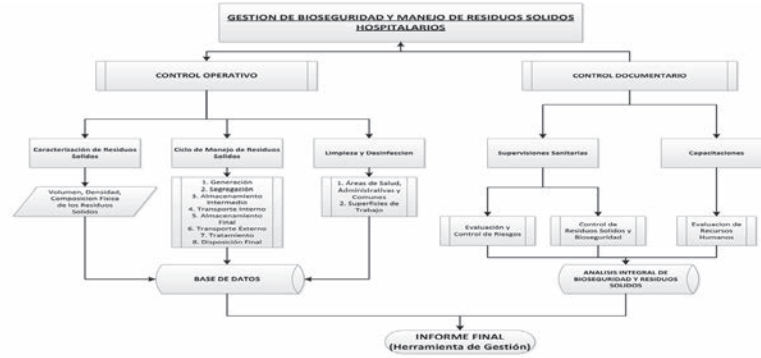 GESTION DE BIOSEGURIDAD Y MANEJO DE RESIDUOS SOLIDOS
HOSPITALARIOS
CONTROL OPERATIVO
CONTROL DOCUMENTARIO
Caracterización de Residuos
Solidos
Ciclo de Manejo de Residuos
Solidos
Limpieza y Desinfeccion
Supervisiones Sanitarias
Capacitaciones
Volumen, Densidad,
Composicion Fisica
de los Residuos
Solidos
1. Generación
2. Segregación
3. Almacenamiento
Intermedio
4. Transporte Interno
5. Almacenamiento
Final
6. Transporte Externo
7. Tratamiento
8. Disposición Final
1. Áreas de Salud,
Administrativas y
Comunes
2. Superficies de
Trabajo
Evaluación y
Control de Riesgos
Control de
Residuos Solidos y
Bioseguridad
Evaluacion de
Recursos
Humanos
BASE DE DATOS
ANALISIS INTEGRAL DE
BIOSEGURIDAD Y RESIDUOS
SOLIDOS
INFORME FINAL
(Herramienta de Gestión)